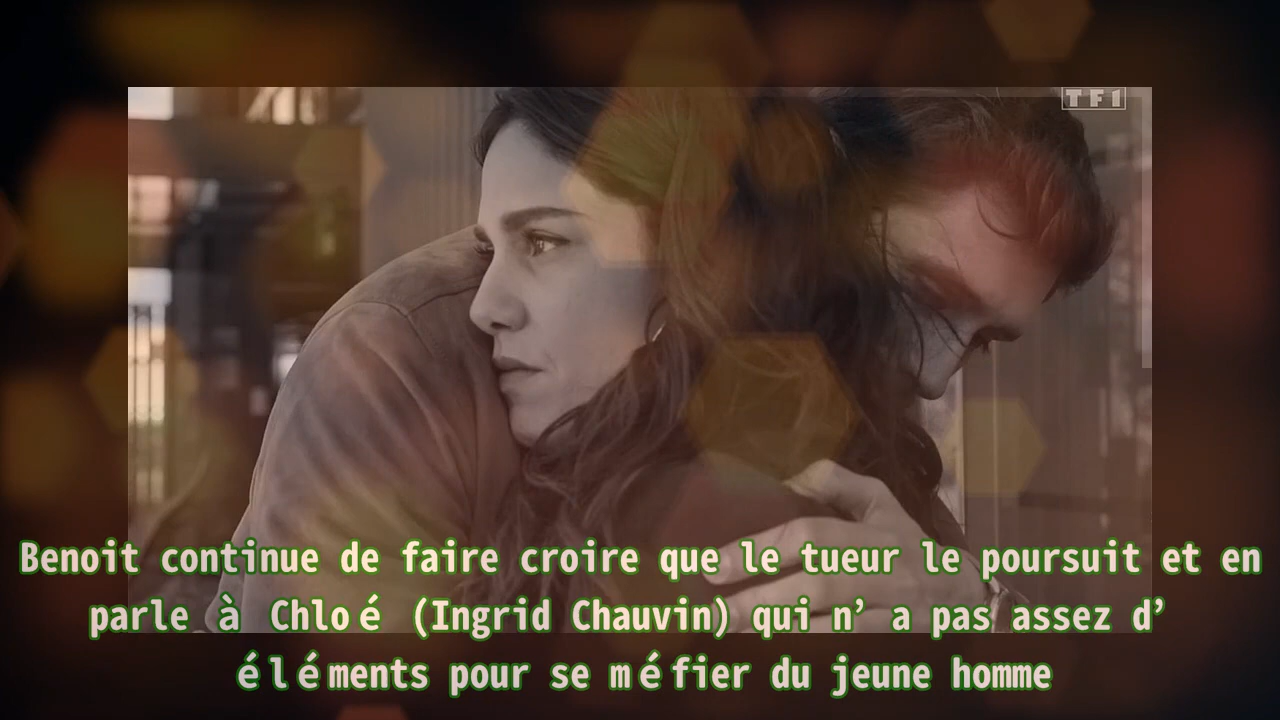 TF1
Benoit continue de faire croire que le tueur le poursuit et en
parle à Chloé (Ingrid Chauvin) qui n’ a pas assez d’
éléments pour se méfier du jeune homme